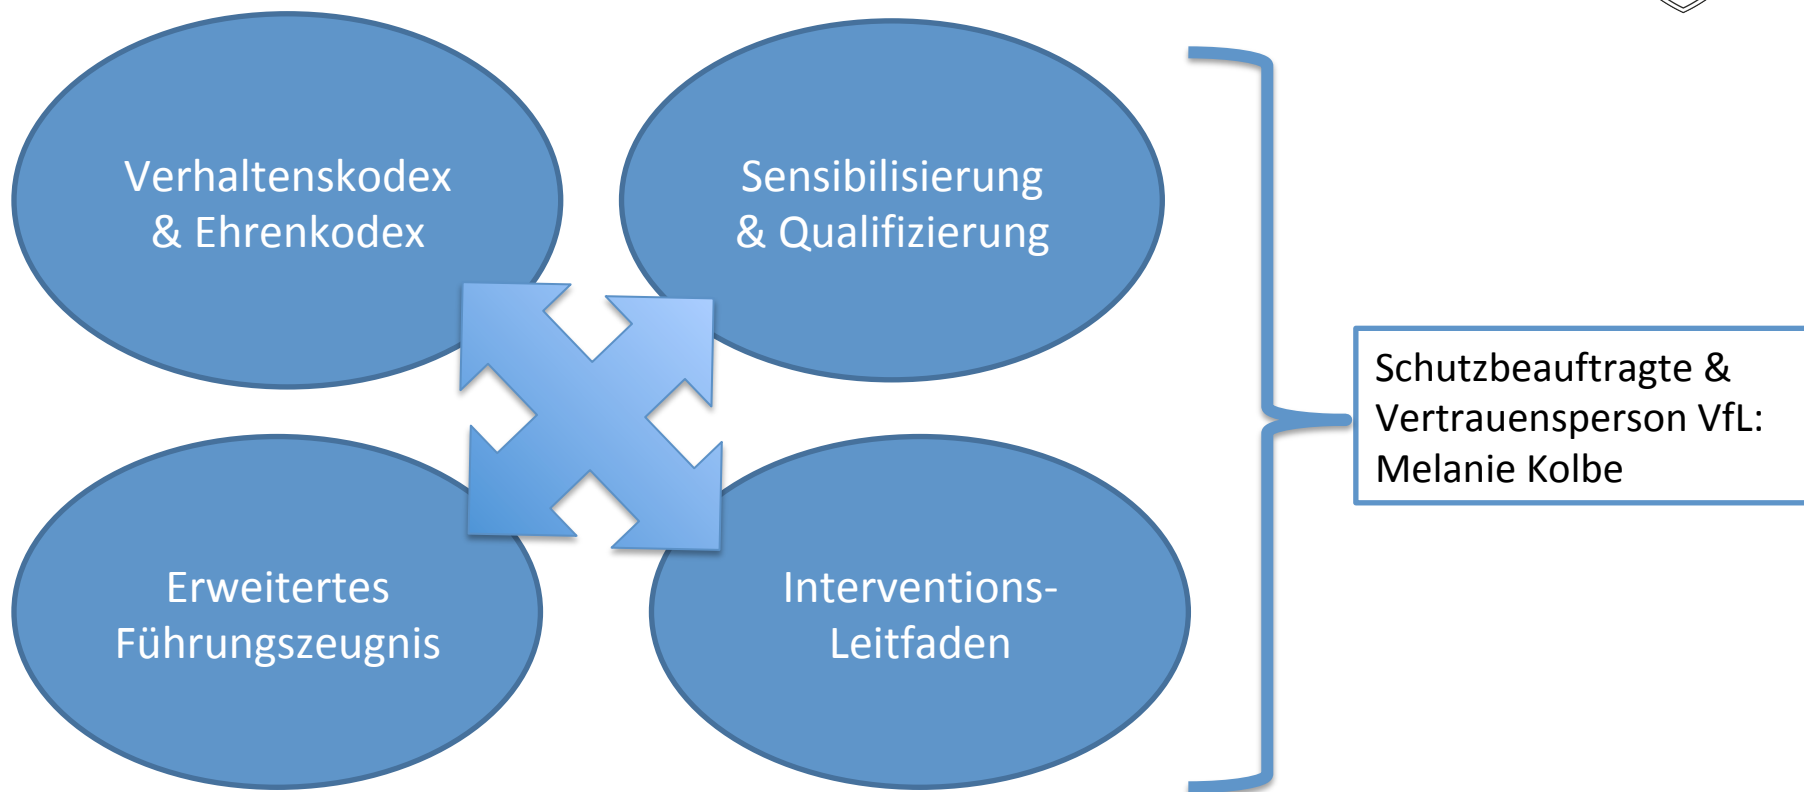 Verhaltenskodex
& Ehrenkodex
Sensibilisierung
& Qualifizierung
Erweitertes
Führungszeugnis
Interventions-
Leitfaden
Schutzbeauftragte &
Vertrauensperson VfL:
Melanie Kolbe